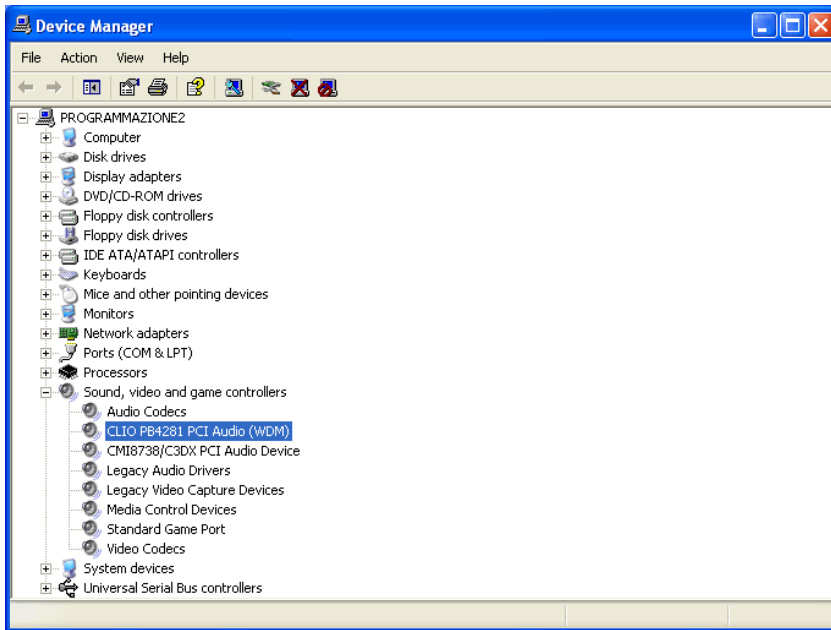 Device Manager
File Action View Help
PROGRAMMAZIONE2
Computer
Disk drives
Display adapters
DVD/CD-ROM drives
Floppy disk controllers
Floppy disk drives
IDE ATA/ATAPI controllers
Keyboards
Mice and other pointing devices
Monitors
Network adapters
Ports (COM & LPT)
Processors
Sound, video and game controllers
Audio Codecs
CLIO PB4281 PCI Audio (WDM)
CMI8738/C3DX PCI Audio Device
Legacy Audio Drivers
Legacy Video Capture Devices
Media Control Devices
Standard Game Port
Video Codecs
System devices
Universal Serial Bus controllers